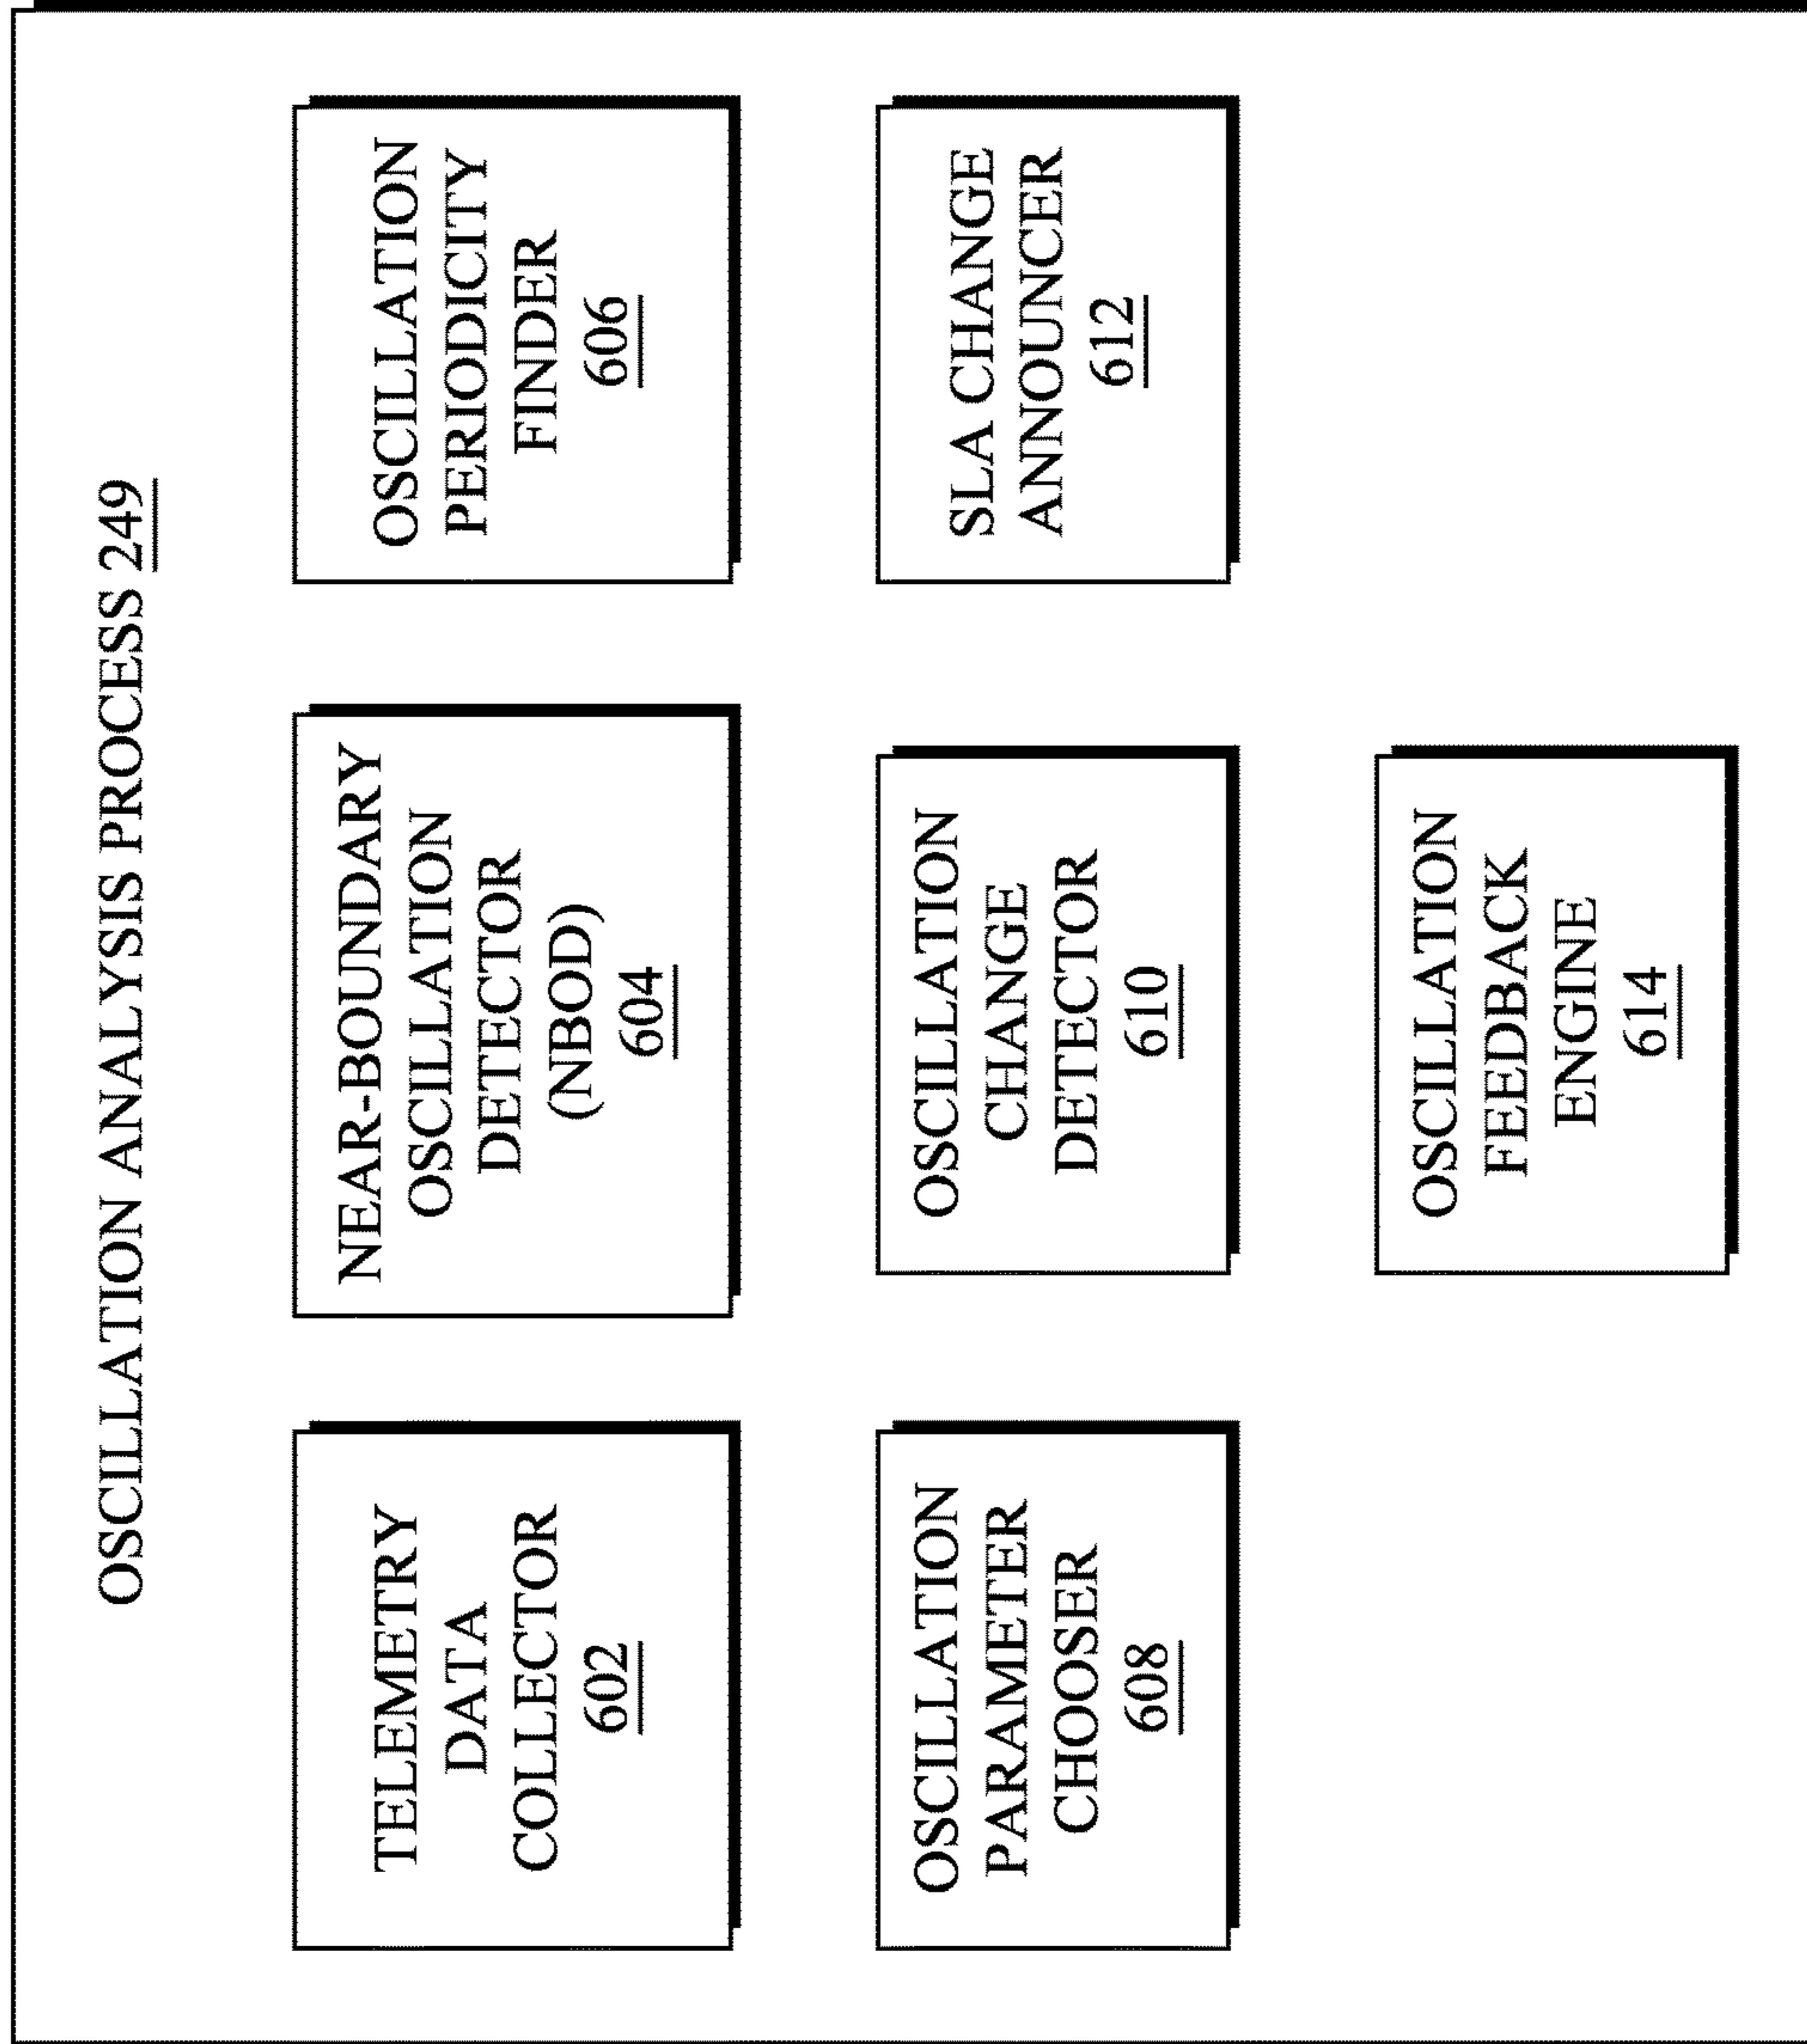 OSCILLATION ANALYSIS PROCESS 249
TELEMETRY
DATA
COLLECTOR
602
NEAR-BOUNDARY
OSCILLATION
DETECTOR
(NBOD)
604
OSCILLATION
PERIODICITY
FINDER
606
OSCILLATION
PARAMETER
CHOOSER
608
OSCILLATION
CHANGE
DETECTOR
610
SLA CHANGE
ANNOUNCER
612
OSCILLATION
FEEDBACK
ENGINE
614